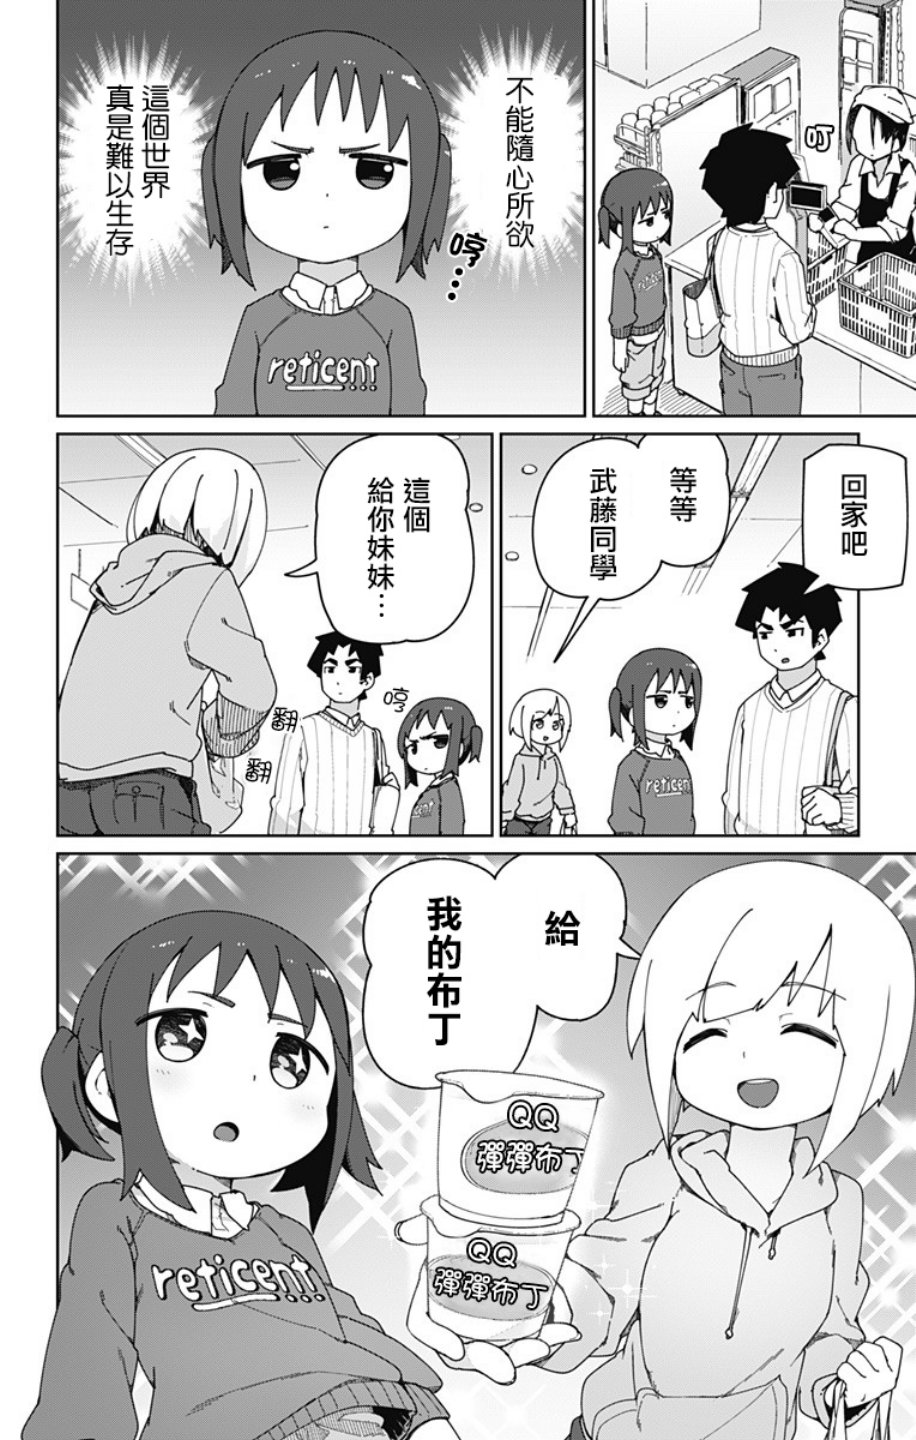 叮
reticent!!!
不能隨心所欲
哼…
這個世界
真是難以生存
reticent!!!
回家吧
等等
武藤同學
reticent
這個
給你妹妹…
哼
翻
翻
reticent
給
我的布丁
QQ
彈彈布丁
QQ
彈彈布丁
reticent!!!